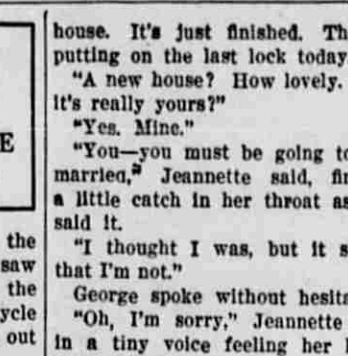 house. It's just finished. Th
putting on the last lock today
"A new house? How lovely.
It's really yours?"
"Yes. Mine."
"You—you must be going to
married," Jeannette said,
a little catch in her throat as
said it.
"I thought I was, but it s
that I'm not."
George spoke without hesita
"Oh, I'm sorry," Jeannette
in a tiny voice feeling her
E
the
saw
the
ycle
out